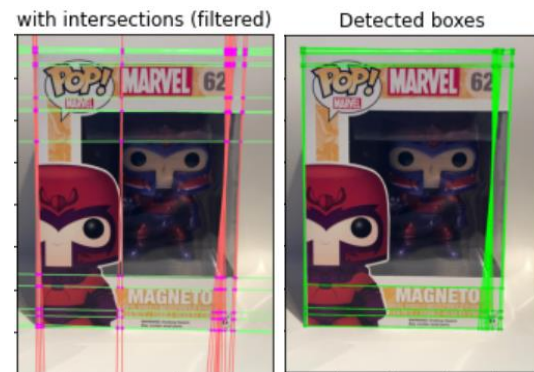 with intersections (filtered)
Detected boxes
POP!
MARVEL
MARVEL 62
MAGNETO
POP!
MARVEL
MARVEL 62
MAGNETO